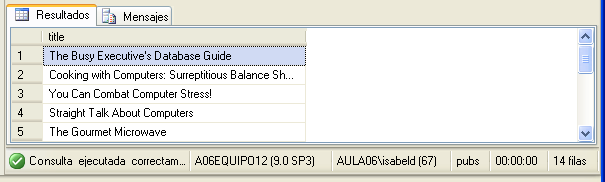 Resultados Mensajes
title
1 The Busy Executive's Database Guide
2 Cooking with Computers: Surreptitious Balance Sh...
3 You Can Combat Computer Stress!
4 Straight Talk About Computers
5 The Gourmet Microwave
Consulta ejecutada correctam... A06EQUIPO12 (9.0 SP3) AULA06\isabeld (67) pubs 00:00:00 14 filas